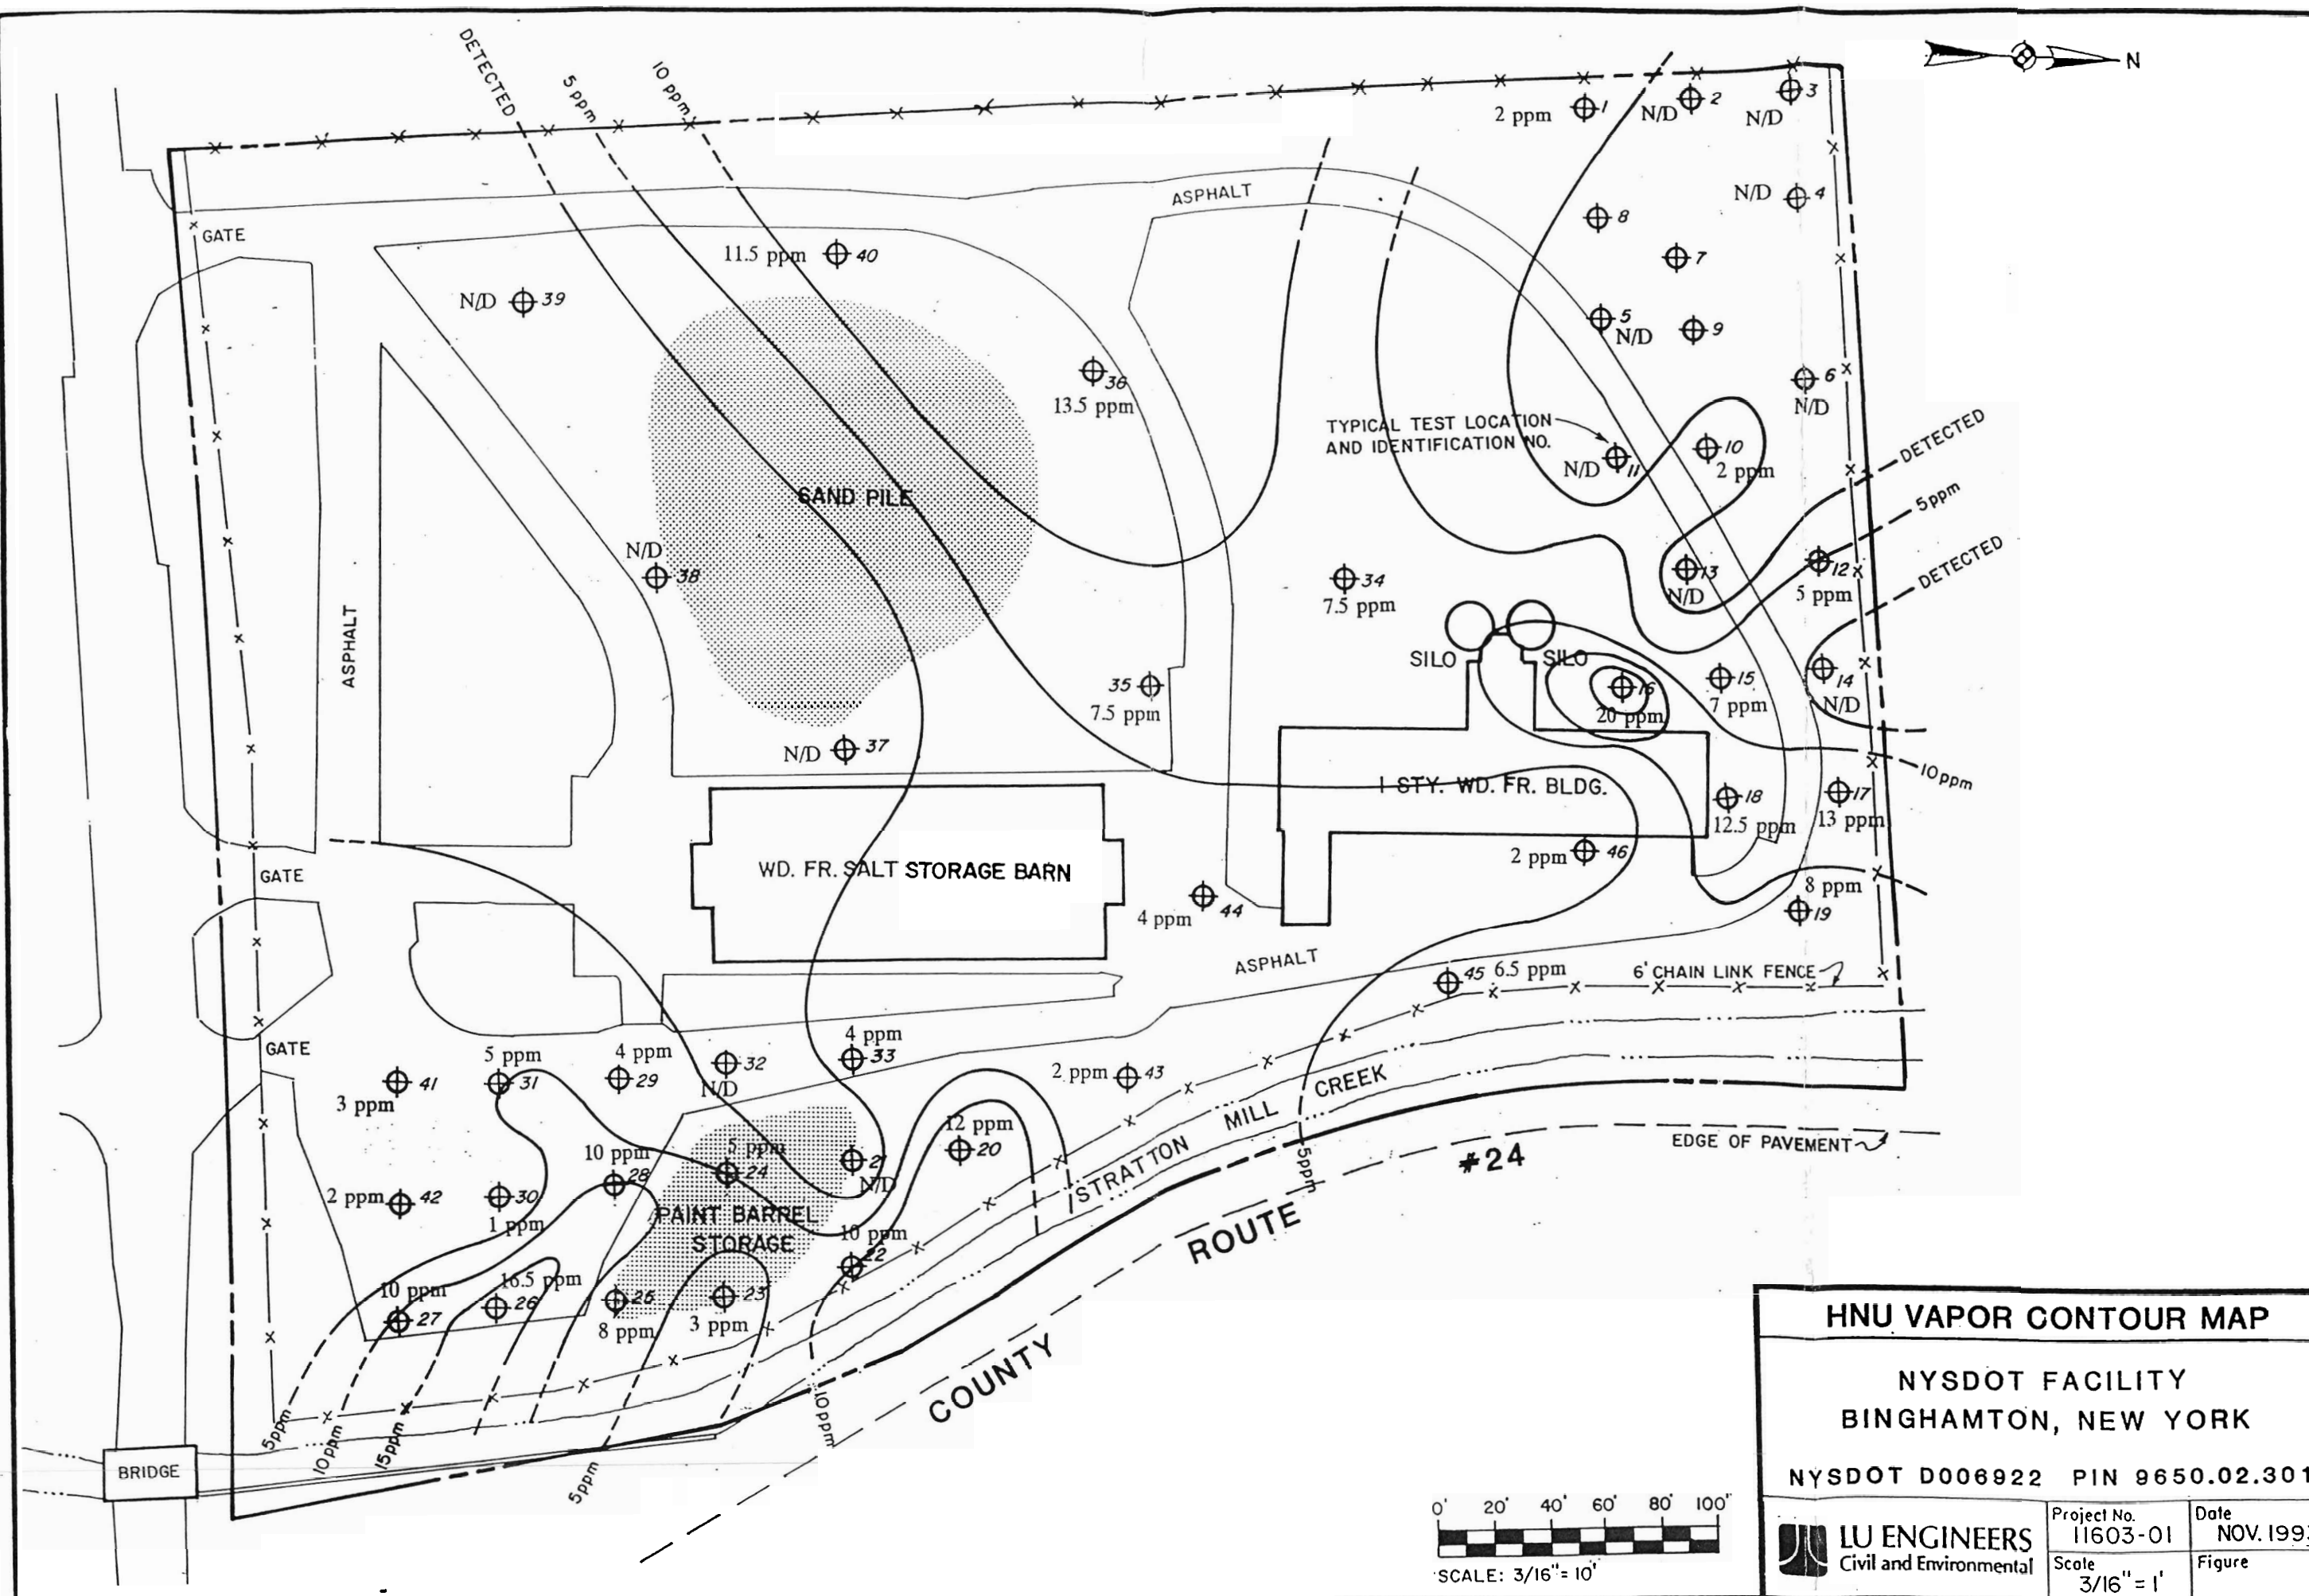 DETECTED
5 ppm
10 ppm
N
2 ppm
1
N/D
2
N/D
3
ASPHALT
N/D
4
GATE
8
11.5 ppm
40
7
N/D
39
5
N/D
9
36
13.5 ppm
6
N/D
TYPICAL TEST LOCATION
AND IDENTIFICATION NO.
N/D
11
10
2 ppm
DETECTED
5ppm
SAND PILE
N/D
38
34
7.5 ppm
13
N/D
12
5 ppm
DETECTED
ASPHALT
SILO
SILO
35
7.5 ppm
16
20 ppm
15
7 ppm
14
N/D
N/D
37
10ppm
1 STY. WD. FR. BLDG.
18
12.5 ppm
17
13 ppm
GATE
WD. FR. SALT STORAGE BARN
2 ppm
46
4 ppm
44
8 ppm
19
ASPHALT
45
6.5 ppm
6' CHAIN LINK FENCE
GATE
41
3 ppm
5 ppm
31
4 ppm
29
32
N/D
4 ppm
33
2 ppm
43
STRATTON MILL CREEK
EDGE OF PAVEMENT
12 ppm
20
5 ppm
24
21
N/D
10 ppm
28
2 ppm
42
30
1 ppm
PAINT BARREL
STORAGE
10 ppm
22
5ppm
COUNTY ROUTE #24
10 ppm
27
16.5 ppm
26
25
8 ppm
23
3 ppm
5ppm
10ppm
15ppm
5ppm
10ppm
BRIDGE
HNU VAPOR CONTOUR MAP
NYSDOT FACILITY
BINGHAMTON, NEW YORK
NYSDOT D006922 PIN 9650.02.301
LU ENGINEERS
Civil and Environmental
Project No.
11603-01
Date
NOV. 199
Scale
3/16"=1'
Figure
0' 20' 40' 60' 80' 100'
SCALE: 3/16"= 10'